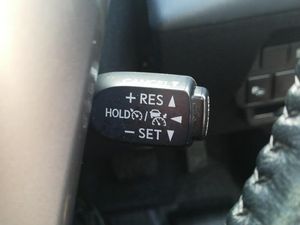 CANCEL
+ RES
HOLD /
− SET